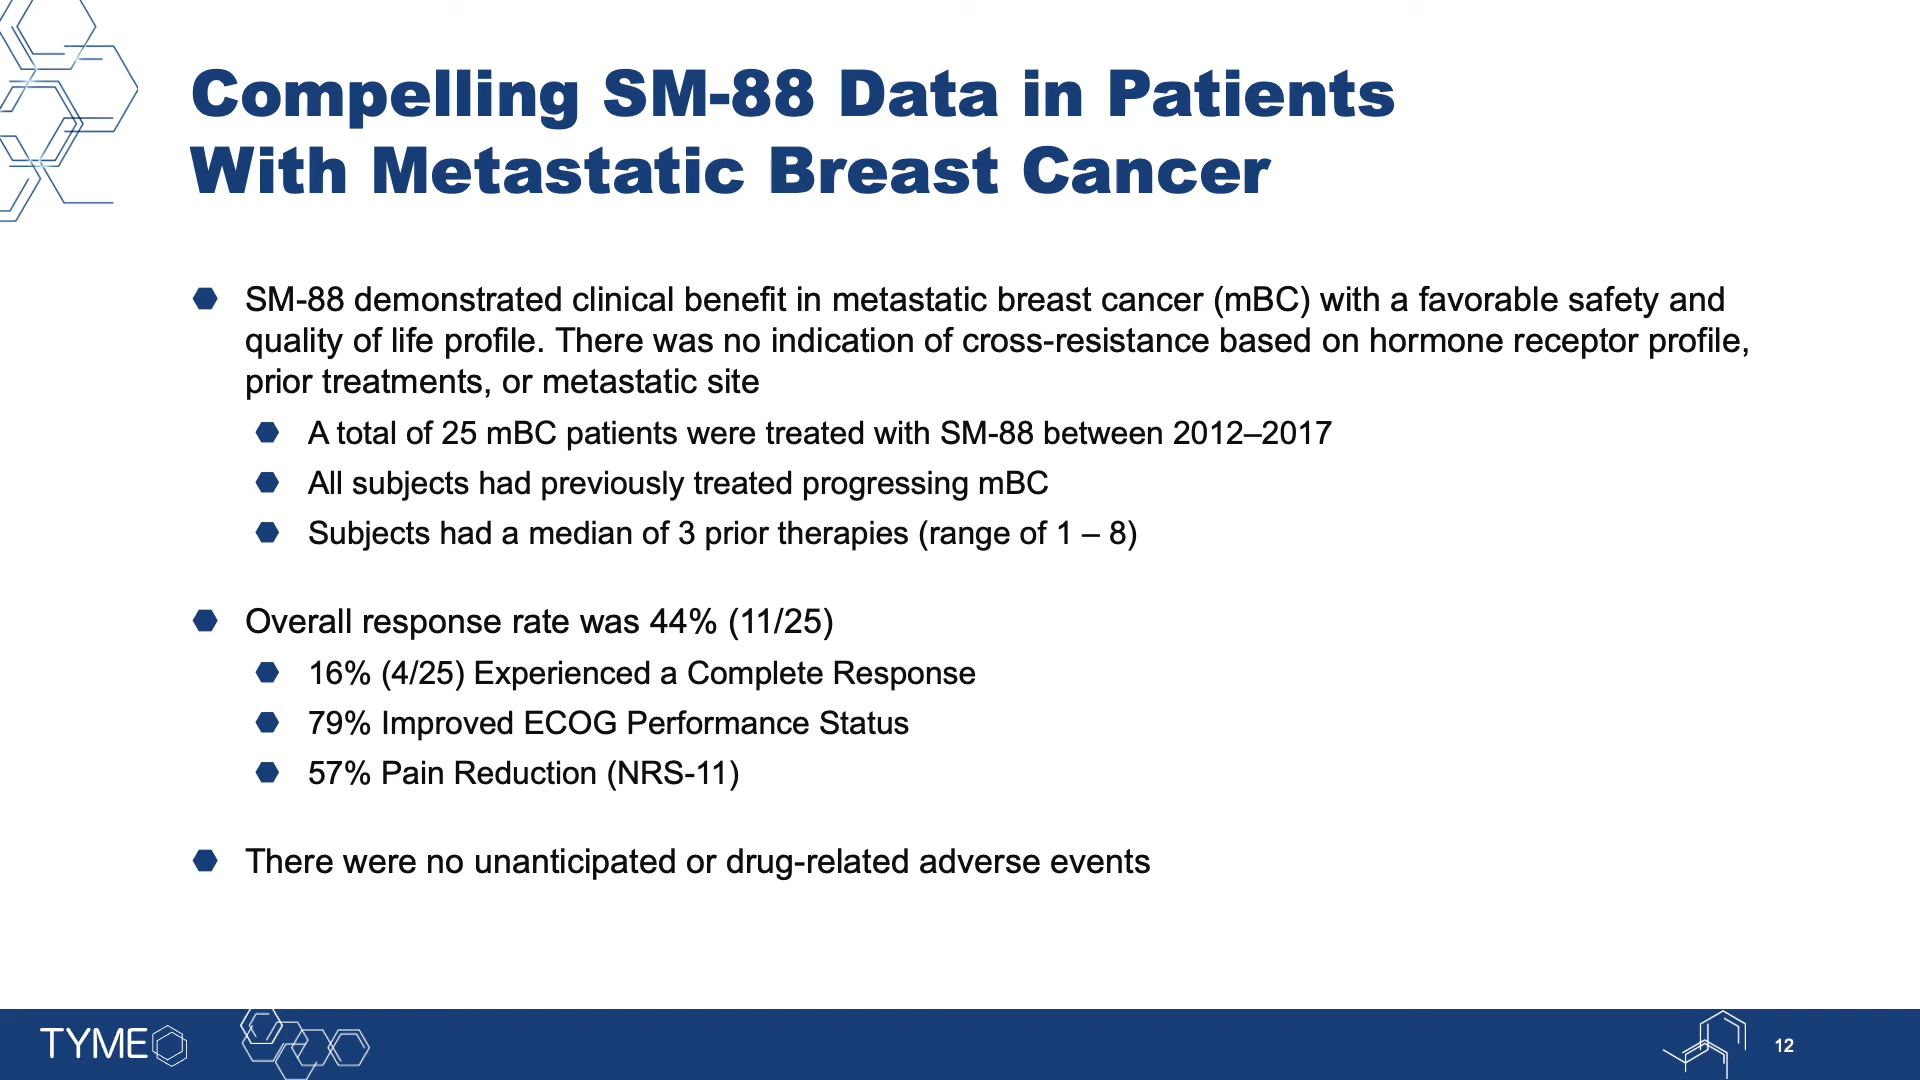 Compelling SM-88 Data in Patients
With Metastatic Breast Cancer
SM-88 demonstrated clinical benefit in metastatic breast cancer (mBC) with a favorable safety and
quality of life profile. There was no indication of cross-resistance based on hormone receptor profile,
prior treatments, or metastatic site
A total of 25 mBC patients were treated with SM-88 between 2012–2017
All subjects had previously treated progressing mBC
Subjects had a median of 3 prior therapies (range of 1 – 8)
Overall response rate was 44% (11/25)
16% (4/25) Experienced a Complete Response
79% Improved ECOG Performance Status
57% Pain Reduction (NRS-11)
There were no unanticipated or drug-related adverse events
TYME
12